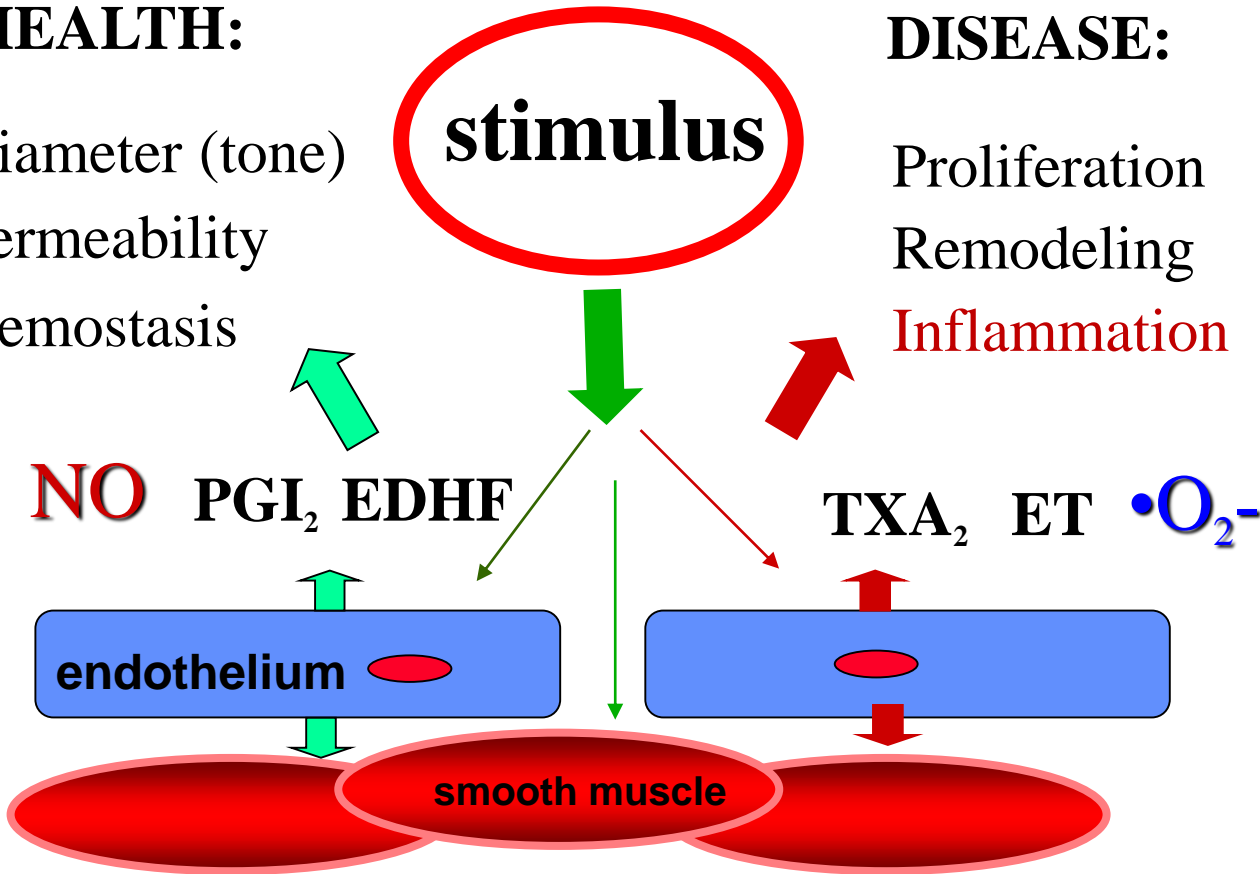 HEALTH:
iameter (tone)
ermeability
emostasis
stimulus
DISEASE:
Proliferation
Remodeling
Inflammation
NO PGI₂ EDHF
TXA₂ ET •O₂-
endothelium
smooth muscle